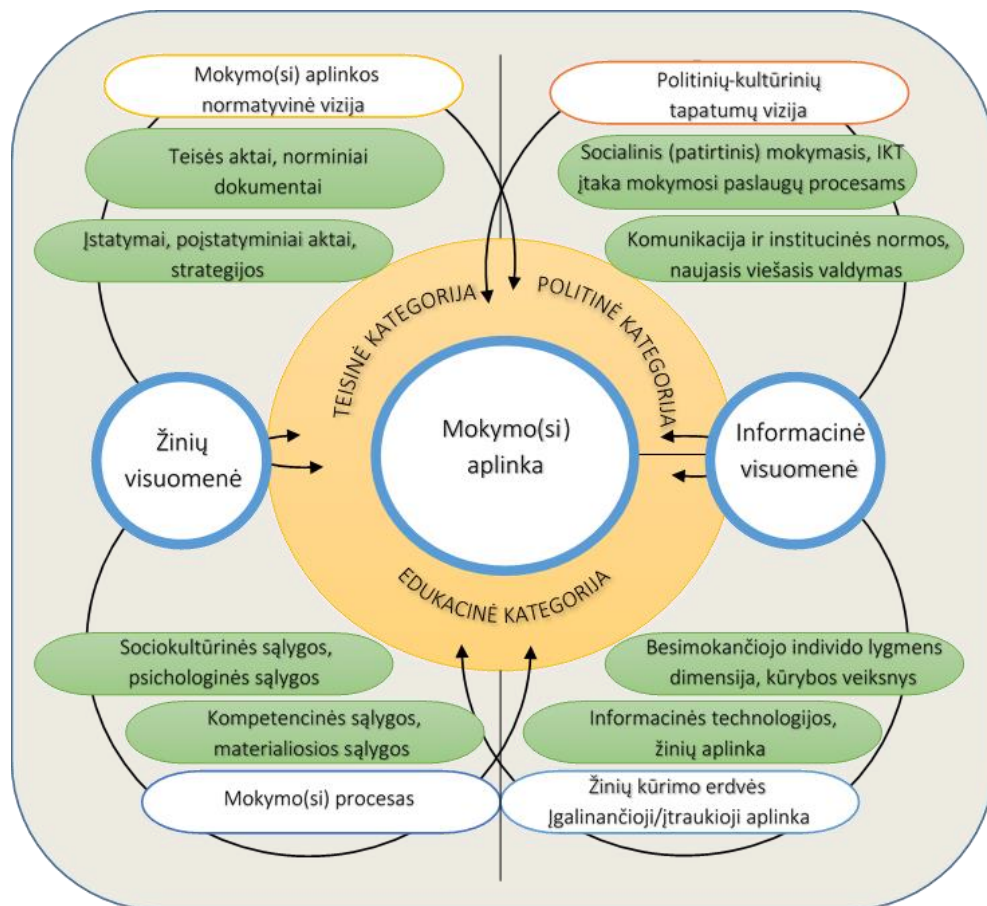 Mokymo(si) aplinkos
normatyvinė vizija
Politinių-kultūrinių
tapatumų vizija
Teisės aktai, norminiai
dokumentai
Socialinis (patirtinis) mokymasis, IKT
įtaka mokymosi paslaugų procesams
Įstatymai, poįstatyminiai aktai,
strategijos
Komunikacija ir institucinės normos,
naujasis viešasis valdymas
TEISINĖ KATEGORIJA
POLITINĖ KATEGORIJA
Žinių
visuomenė
Mokymo(si)
aplinka
Informacinė
visuomenė
EDUKACINĖ KATEGORIJA
Sociokultūrinės sąlygos,
psichologinės sąlygos
Besimokančiojo individo lygmens
dimensija, kūrybos veiksnys
Kompetencinės sąlygos,
materialiosios sąlygos
Informacinės technologijos,
žinių aplinka
Mokymo(si) procesas
Žinių kūrimo erdvės
Įgalinančioji/įtraukioji aplinka